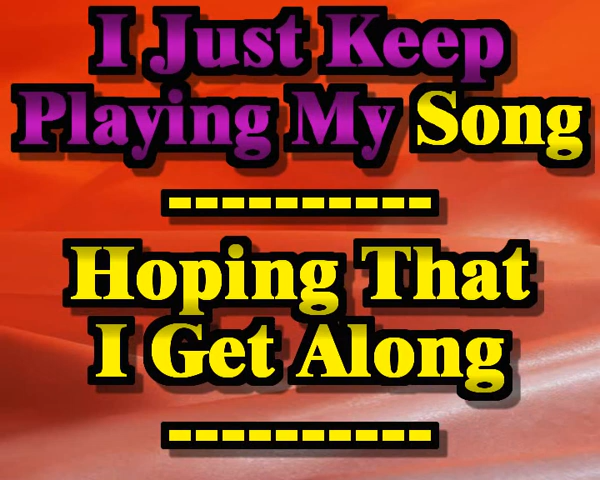 I Just Keep
Playing My Song
----------
Hoping That
I Get Along
----------